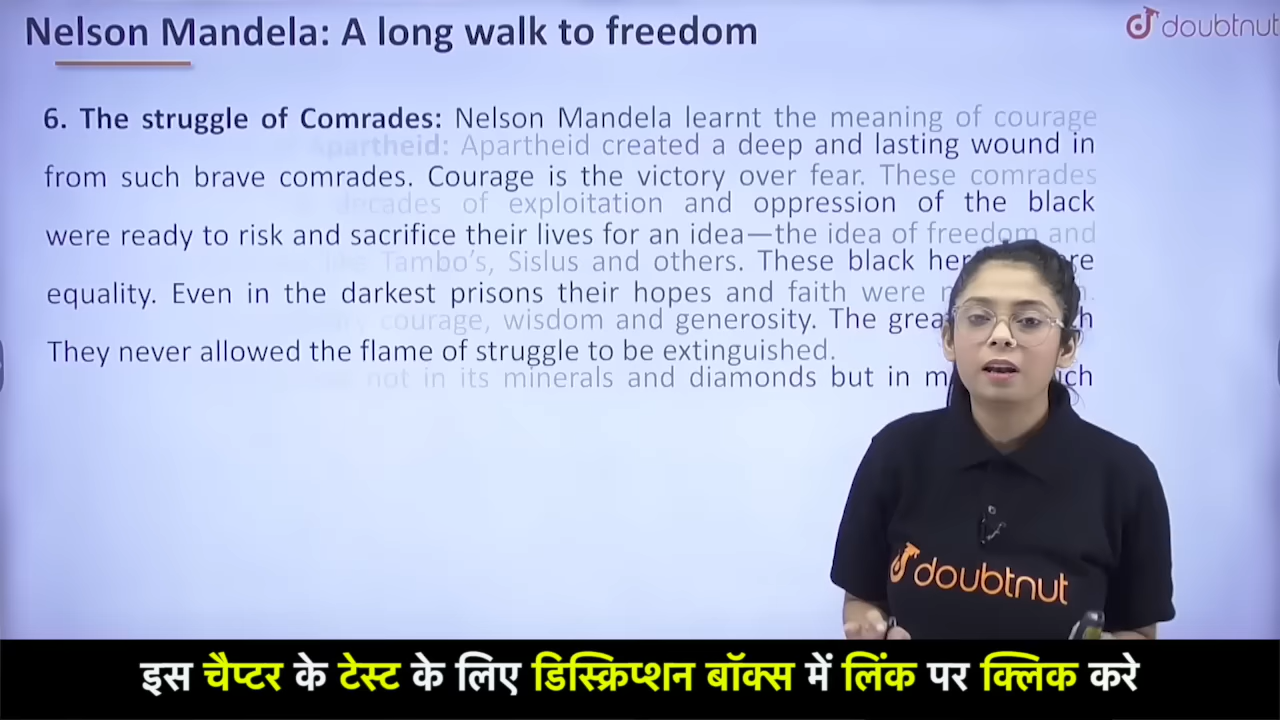 Nelson Mandela: A long walk to freedom
doubtnut
6. The struggle of Comrades: Nelson Mandela learnt the meaning of courage
Apartheid: Apartheid created a deep and lasting wound in
from such brave comrades. Courage is the victory over fear. These comrades
decades of exploitation and oppression of the black
were ready to risk and sacrifice their lives for an idea—the idea of freedom and
Tambo's, Sislus and others. These black
equality. Even in the darkest prisons their hopes and faith were
courage, wisdom and generosity. The
They never allowed the flame of struggle to be extinguished.
not in its minerals and diamonds but in
doubtnut
इस चैप्टर के टेस्ट के लिए डिस्क्रिप्शन बॉक्स में लिंक पर क्लिक करे